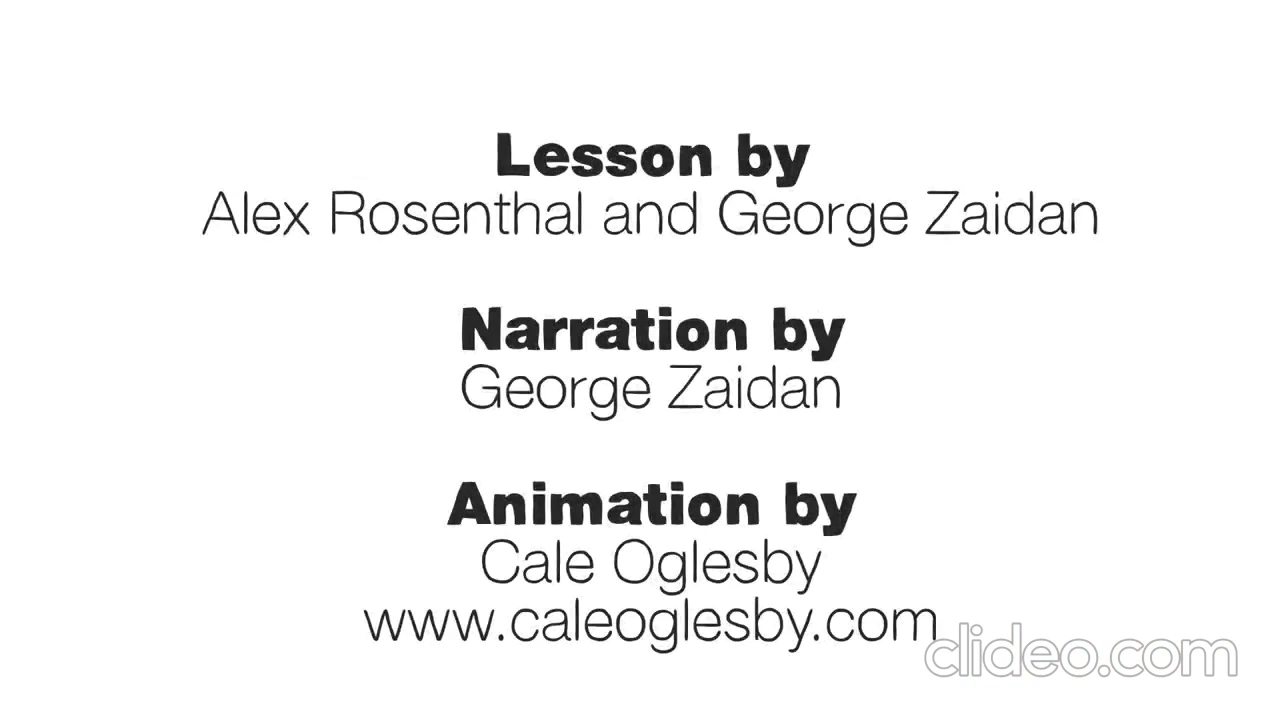 Lesson by
Alex Rosenthal and George Zaidan
Narration by
George Zaidan
Animation by
Cale Oglesby
www.caleoglesby.com
clideo.com